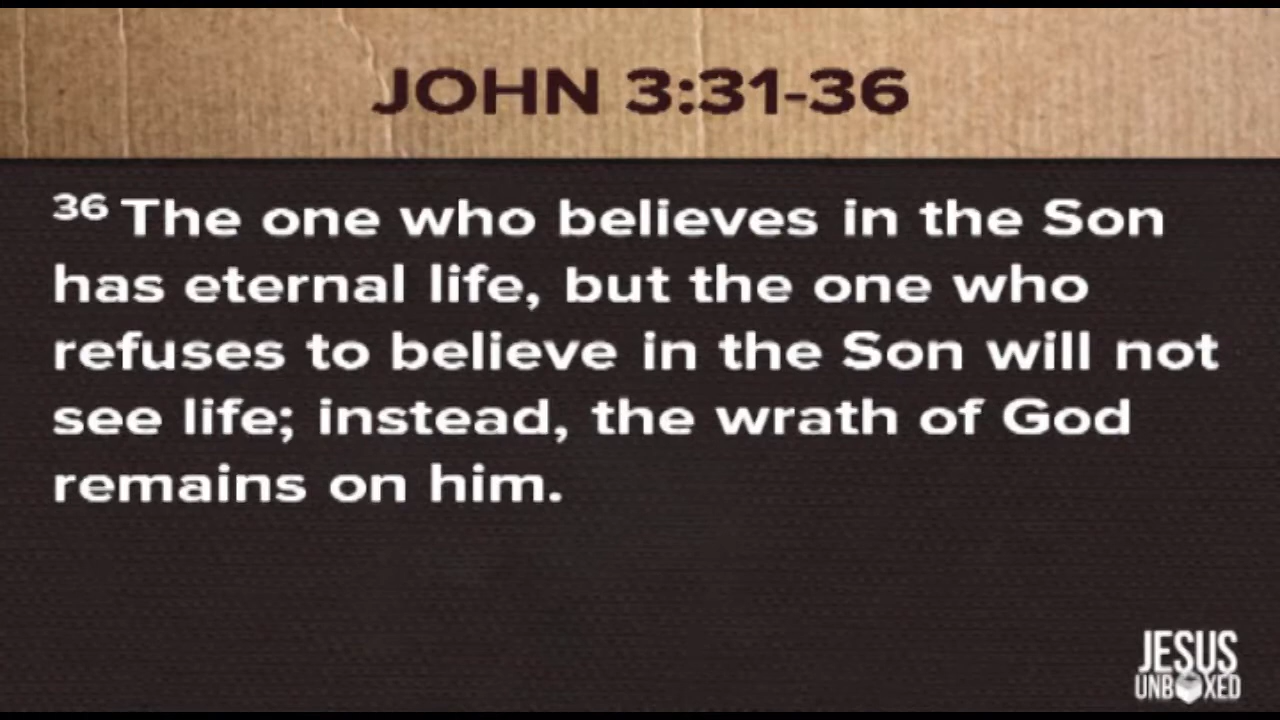 JOHN 3:31-36
36 The one who believes in the Son
has eternal life, but the one who
refuses to believe in the Son will not
see life; instead, the wrath of God
remains on him.
JESUS
UNBOXED